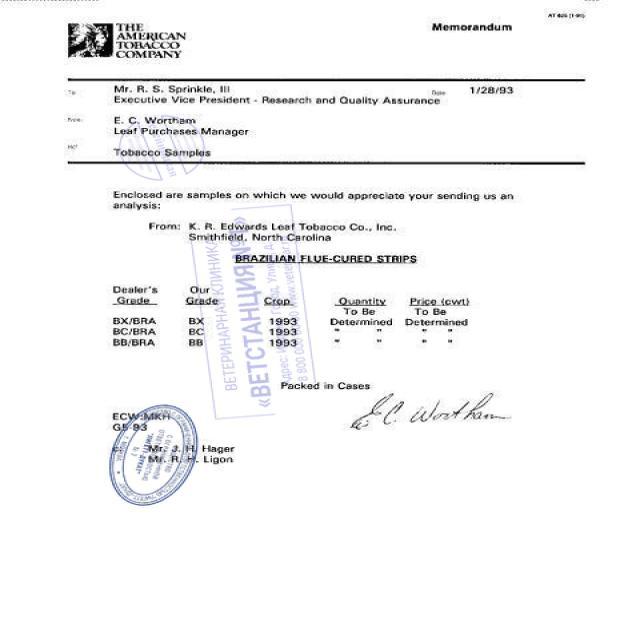 AT 825 (1-91)
THE
AMERICAN
TOBACCO
COMPANY
Memorandum
To: Mr. R. S. Sprinkle, III Date 1/28/93
Executive Vice President - Research and Quality Assurance
From: E. C. Wortham
Leaf Purchases Manager
Ref Tobacco Samples
Enclosed are samples on which we would appreciate your sending us an
analysis:
From: K. R. Edwards Leaf Tobacco Co., Inc.
Smithfield, North Carolina
BRAZILIAN FLUE-CURED STRIPS
Dealer's Our
Grade Grade Crop Quantity Price (cwt)
To Be To Be
BX/BRA BX 1993 Determined Determined
BC/BRA BC 1993 " " " "
BB/BRA BB 1993 " " " "
Packed in Cases
E. C. Wortham
ECW:MKH
Mr. J. H. Hager
Mr. R. Ligon
ВЕТЕРИНАРНАЯ КЛИНИКА
«ВЕТСТАНЦИЯ